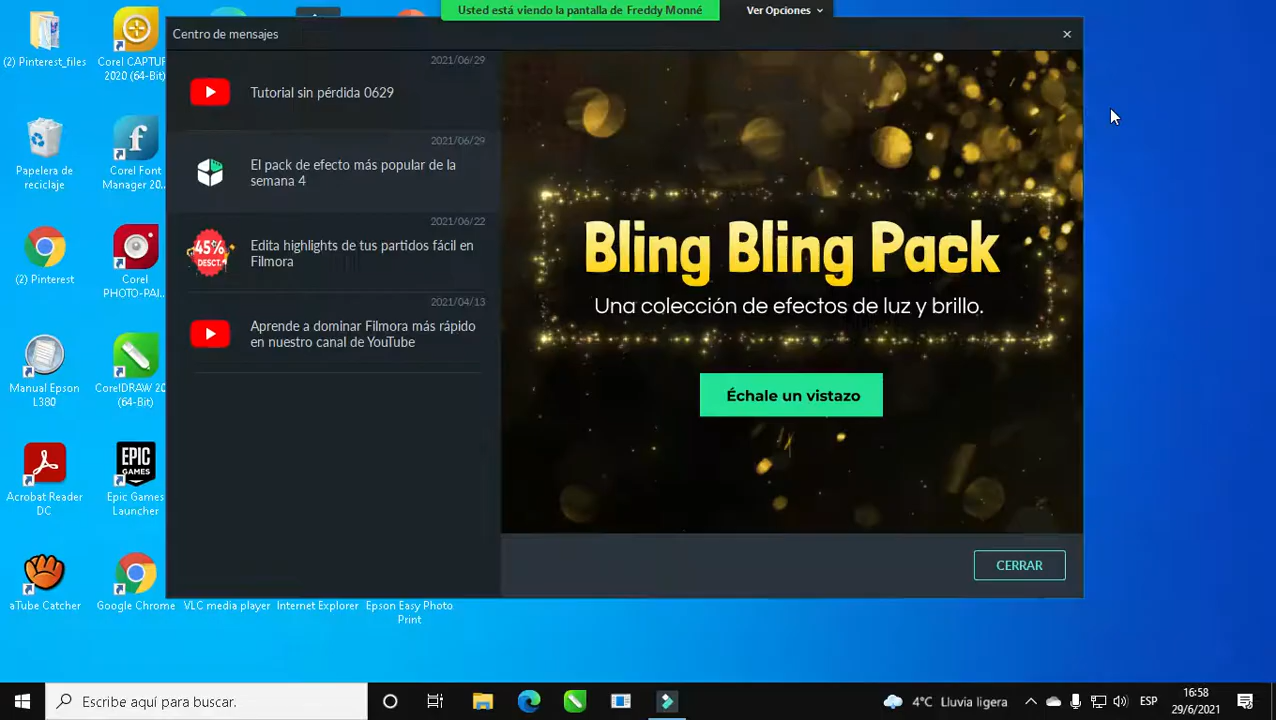 Usted está viendo la pantalla de Freddy Monné
Ver Opciones
Centro de mensajes
2021/06/29
Tutorial sin pérdida 0629
2021/06/29
El pack de efecto más popular de la
semana 4
2021/06/22
45%
DESCT.
Edita highlights de tus partidos fácil en
Filmora
2021/04/13
Aprende a dominar Filmora más rápido
en nuestro canal de YouTube
Bling Bling Pack
Una colección de efectos de luz y brillo.
Échale un vistazo
CERRAR
(2) Pinterest_files
Corel CAPTUR
2020 (64-Bit)
Papelera de
reciclaje
Corel Font
Manager 20...
(2) Pinterest
Corel
PHOTO-PAI...
Manual Epson
L380
CorelDRAW 20
(64-Bit)
Acrobat Reader
DC
EPIC
GAMES
Epic Games
Launcher
aTube Catcher
Google Chrome
VLC media player
Internet Explorer
Epson Easy Photo
Print
Escribe aquí para buscar.
4°C Lluvia ligera
ESP
16:58
29/6/2021